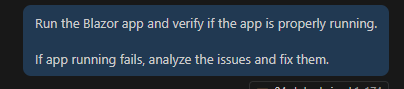 Run the Blazor app and verify if the app is properly running.
If app running fails, analyze the issues and fix them.